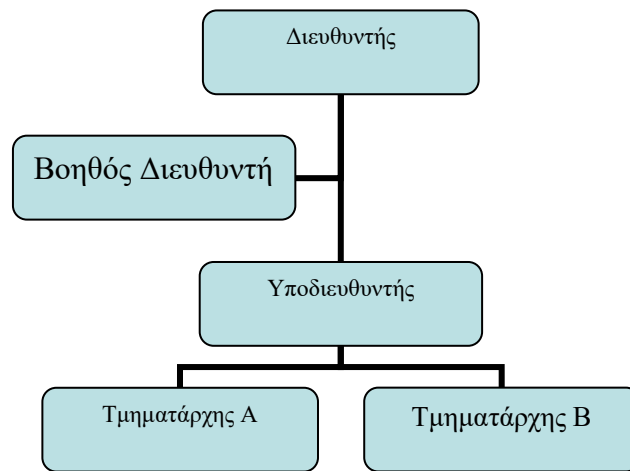 Διευθυντής
Βοηθός Διευθυντή
Υποδιευθυντής
Τμηματάρχης Α
Τμηματάρχης Β